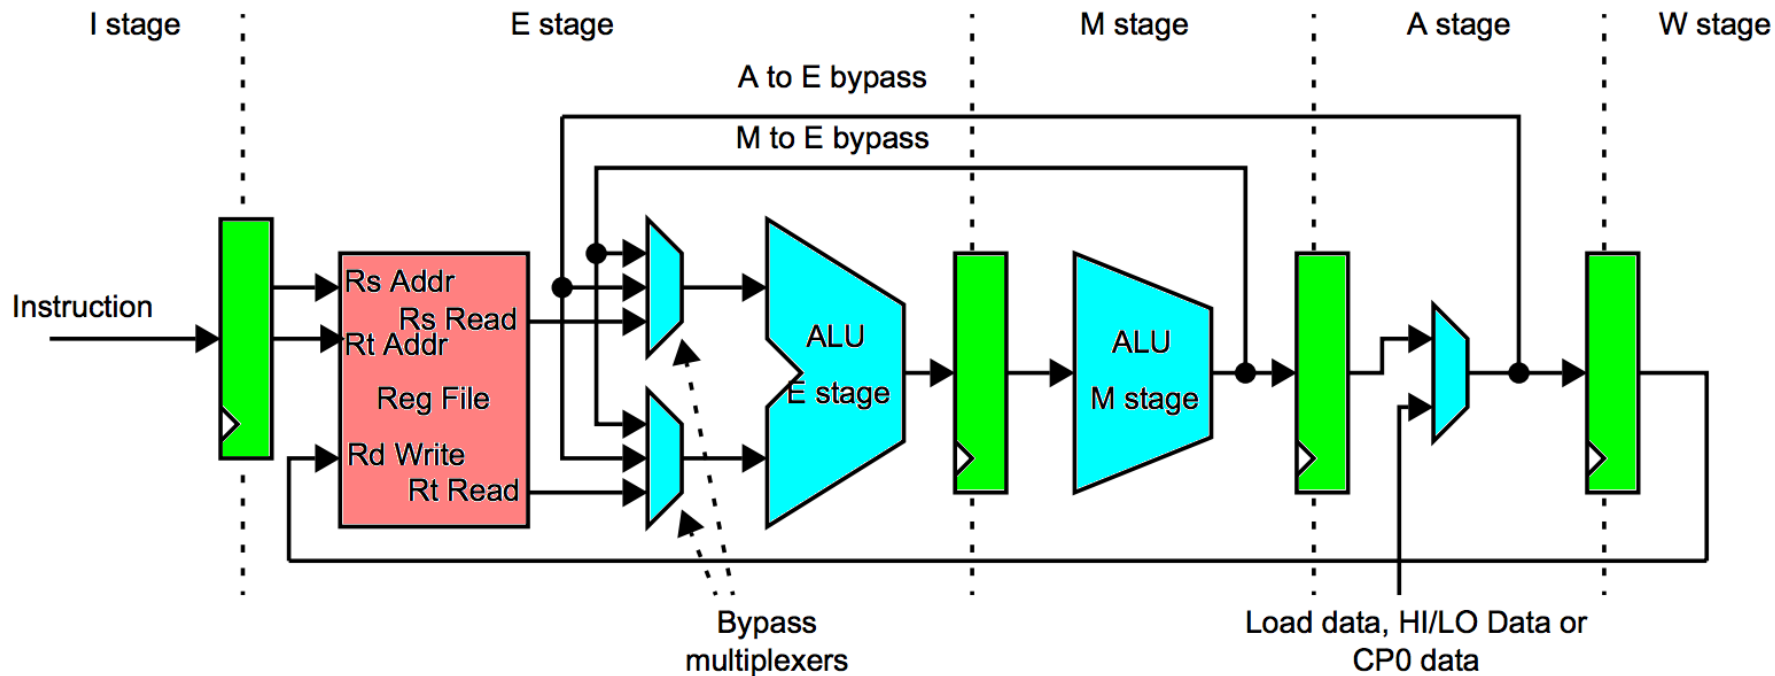 I stage
E stage
M stage
A stage
W stage
A to E bypass
M to E bypass
Instruction
Rs Addr
Rs Read
Rt Addr
Reg File
Rd Write
Rt Read
ALU
E stage
ALU
M stage
Bypass
multiplexers
Load data, HI/LO Data or
CP0 data